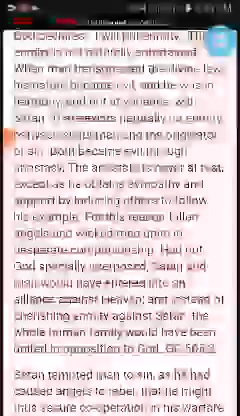 I will put enmity." This
enmity is not naturally entertained.
When man transgressed the divine law,
his nature became evil, and he was in
harmony, and not at variance, with
Satan. There exists naturally no enmity
between sinful man and the originator
of sin. Both became evil through
apostasy. The apostate is never at rest,
except as he obtains sympathy and
support by inducing others to follow
his example. For this reason fallen
angels and wicked men unite in
desperate companionship. Had not
God specially interposed, Satan and
man would have entered into an
alliance against Heaven; and instead of
cherishing enmity against Satan, the
whole human family would have been
united in opposition to God. GC 505.2
Satan tempted man to sin, as he had
caused angels to rebel, that he might
thus secure co-operation in his warfare